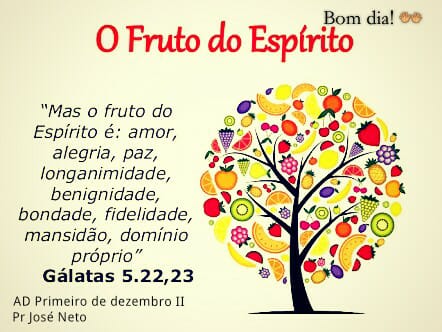 Bom dia! 👏🏽👏🏽
O Fruto do Espírito
“Mas o fruto do
Espírito é: amor,
alegria, paz,
longanimidade,
benignidade,
bondade, fidelidade,
mansidão, domínio
próprio”
Gálatas 5.22,23
AD Primeiro de dezembro II
Pr José Neto